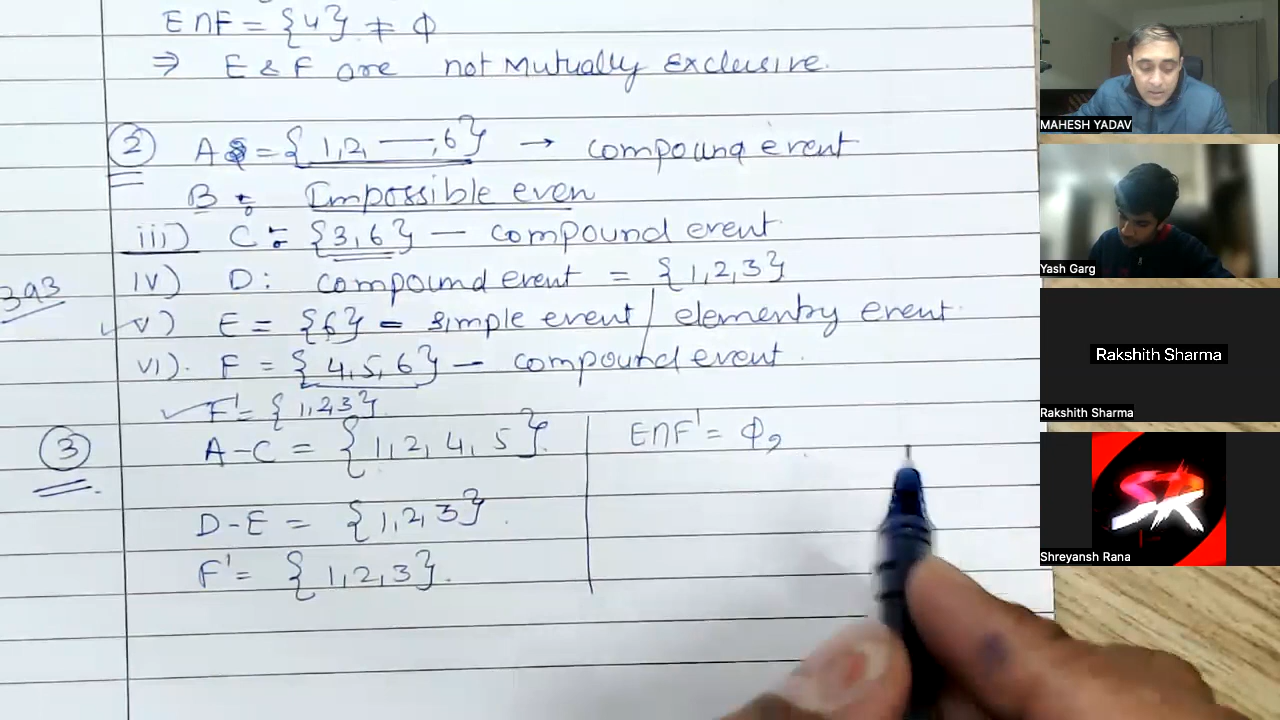 E∩F = {4} ≠ ϕ
⇒ E & F are not Mutually Exclusive.
② A = {1,2, —,6} → compound event
B : Impossible even
iii) C : {3,6} — compound event
iv) D: compound event = {1,2,3}
v) E = {6} = simple event / elementry event.
vi). F = {4,5,6} — compound event.
F' = {1,2,3}
③ A-C = {1,2,4,5}.
D-E = {1,2,3}.
F' = {1,2,3}.
E∩F' = ϕ,
MAHESH YADAV
Yash Garg
Rakshith Sharma
Rakshith Sharma
SR
Shreyansh Rana